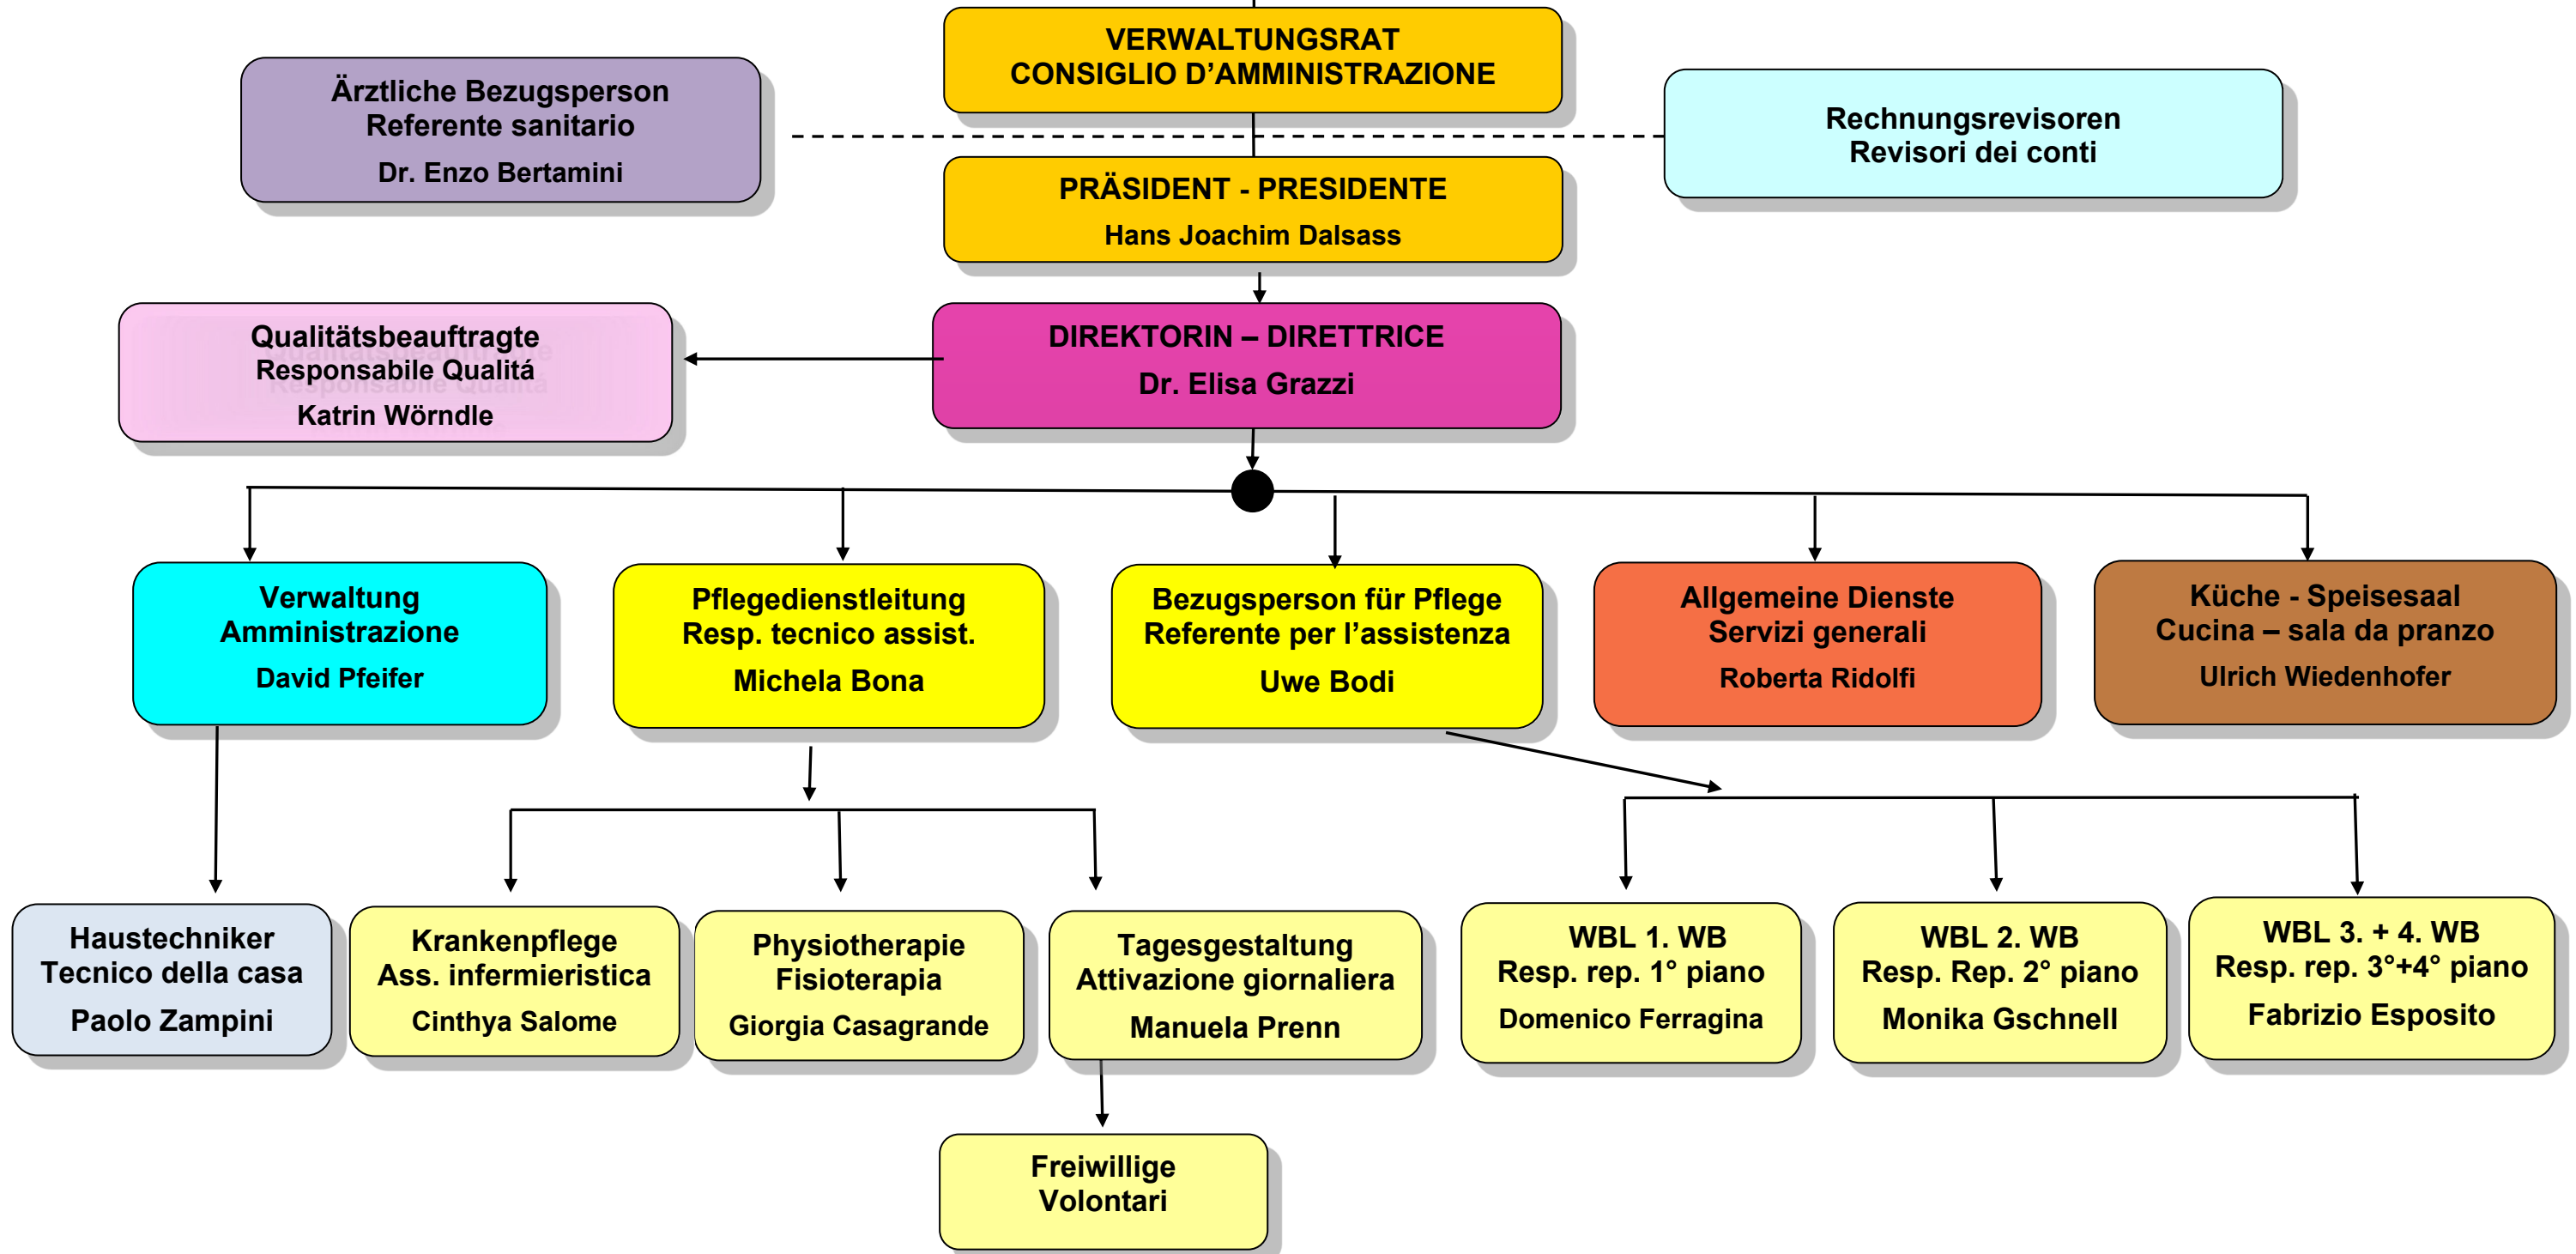 VERWALTUNGSRAT
CONSIGLIO D’AMMINISTRAZIONE
Ärztliche Bezugsperson
Referente sanitario
Dr. Enzo Bertamini
Rechnungsrevisoren
Revisori dei conti
PRÄSIDENT - PRESIDENTE
Hans Joachim Dalsass
Qualitätsbeauftragte
Responsabile Qualitá
Katrin Wörndle
DIREKTORIN – DIRETTRICE
Dr. Elisa Grazzi
Verwaltung
Amministrazione
David Pfeifer
Pflegedienstleitung
Resp. tecnico assist.
Michela Bona
Bezugsperson für Pflege
Referente per l’assistenza
Uwe Bodi
Allgemeine Dienste
Servizi generali
Roberta Ridolfi
Küche - Speisesaal
Cucina – sala da pranzo
Ulrich Wiedenhofer
Haustechniker
Tecnico della casa
Paolo Zampini
Krankenpflege
Ass. infermieristica
Cinthya Salome
Physiotherapie
Fisioterapia
Giorgia Casagrande
Tagesgestaltung
Attivazione giornaliera
Manuela Prenn
WBL 1. WB
Resp. rep. 1° piano
Domenico Ferragina
WBL 2. WB
Resp. Rep. 2° piano
Monika Gschnell
WBL 3. + 4. WB
Resp. rep. 3°+4° piano
Fabrizio Esposito
Freiwillige
Volontari